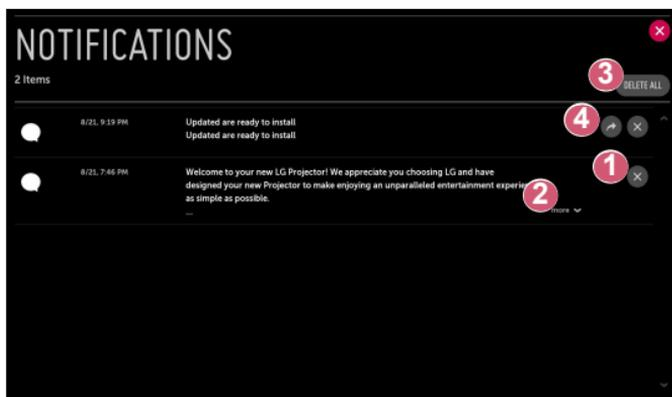 NOTIFICATIONS
2 Items
3
DELETE ALL
8/21, 9:19 PM
Updated are ready to install
4
Updated are ready to install
8/21, 7:46 PM
Welcome to your new LG Projector! We appreciate you choosing LG and have
1
designed your new Projector to make enjoying an unparalleled entertainment
as simple as possible.
2
...
more